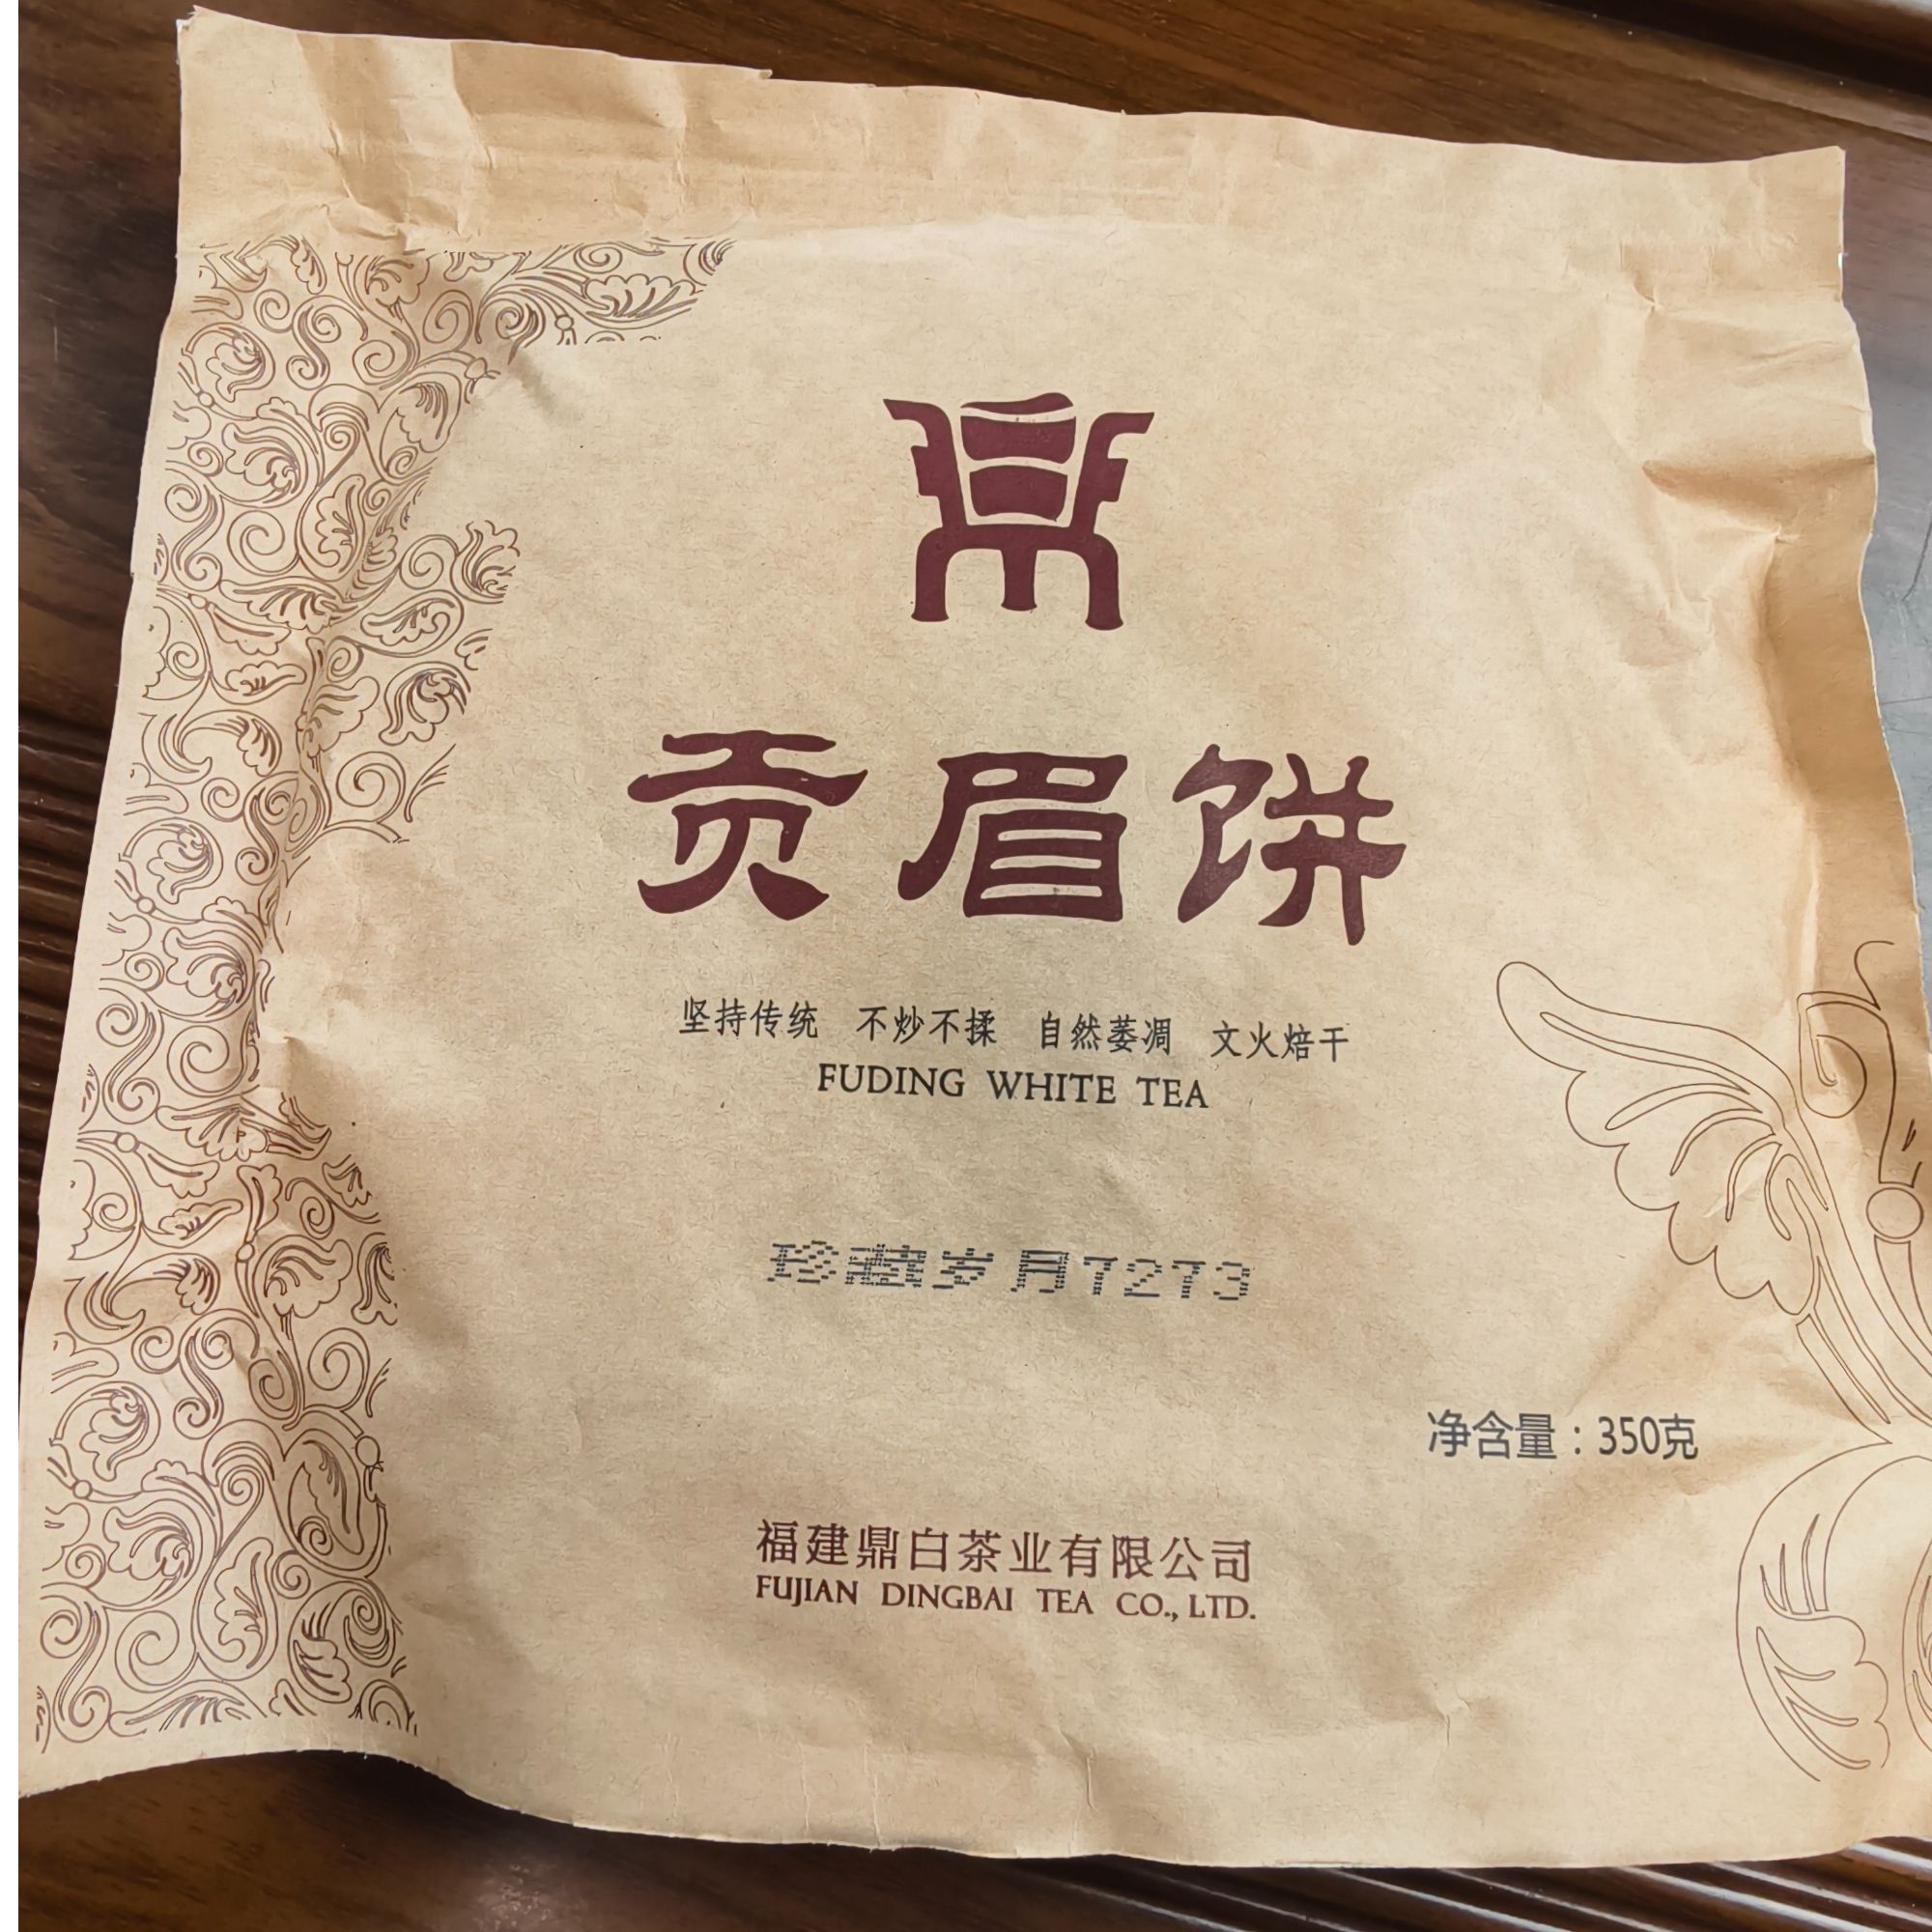 贡眉饼
坚持传统 不炒不揉 自然萎凋 文火焙干
FUDING WHITE TEA
珍藏岁月T273
净含量：350克
福建鼎白茶业有限公司
FUJIAN DINGBAI TEA CO., LTD.